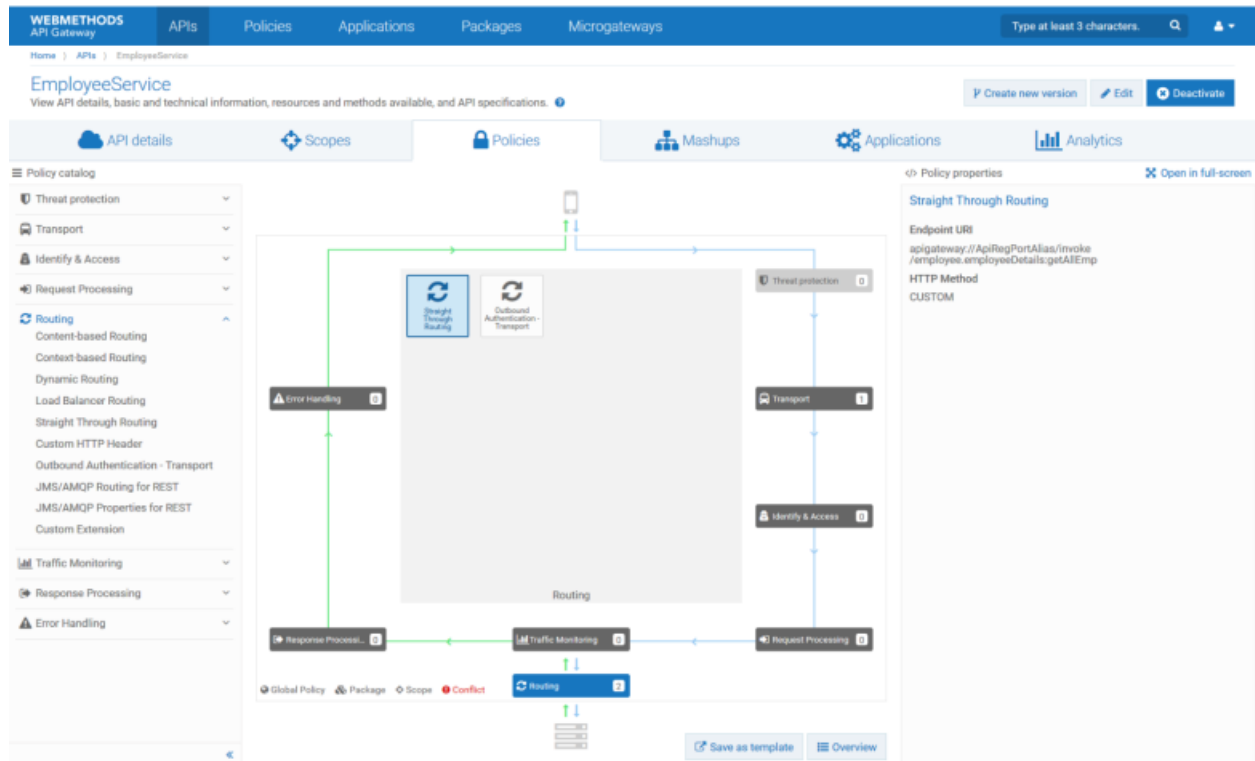 WEBMETHODS
API Gateway
APIs
Policies
Applications
Packages
Microgateways
Type at least 3 characters.
Home > APIs > EmployeeService
EmployeeService
View API details, basic and technical information, resources and methods available, and API specifications.
Create new version
Edit
Deactivate
API details
Scopes
Policies
Mashups
Applications
Analytics
Policy catalog
Threat protection
Transport
Identify & Access
Request Processing
Routing
Content-based Routing
Context-based Routing
Dynamic Routing
Load Balancer Routing
Straight Through Routing
Custom HTTP Header
Outbound Authentication - Transport
JMS/AMQP Routing for REST
JMS/AMQP Properties for REST
Custom Extension
Traffic Monitoring
Response Processing
Error Handling
Straight
Through
Routing
Outbound
Authentication -
Transport
Threat protection 0
Error Handling 0
Transport 1
Identify & Access 0
Routing
Response Processi... 0
Traffic Monitoring 0
Request Processing 0
Routing 2
Global Policy
Package
Scope
Conflict
Save as template
Overview
</> Policy properties
Open in full-screen
Straight Through Routing
Endpoint URI
apigateway://ApiRegPortAlias/invoke
/employee.employeeDetails:getAllEmp
HTTP Method
CUSTOM